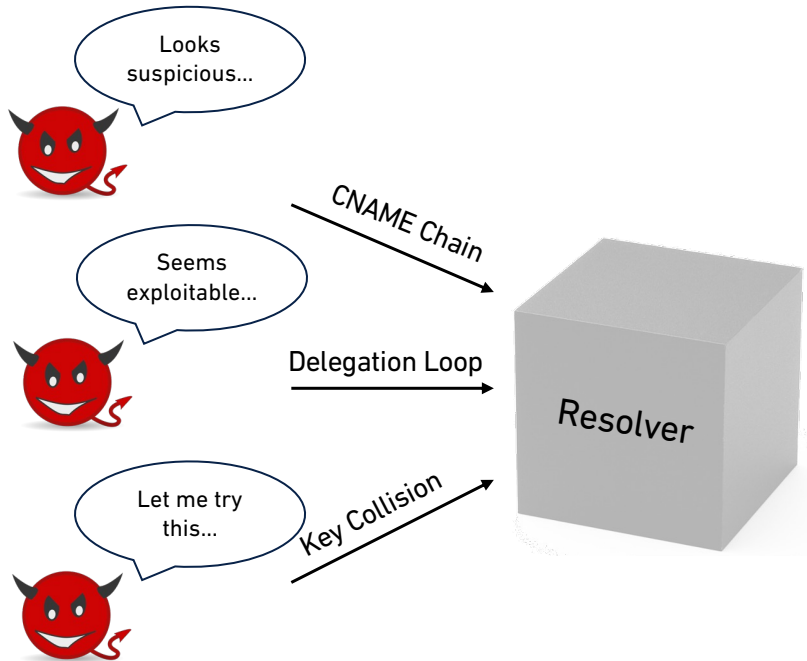 Looks
suspicious...
CNAME Chain
Seems
exploitable...
Delegation Loop
Resolver
Let me try
this...
Key Collision